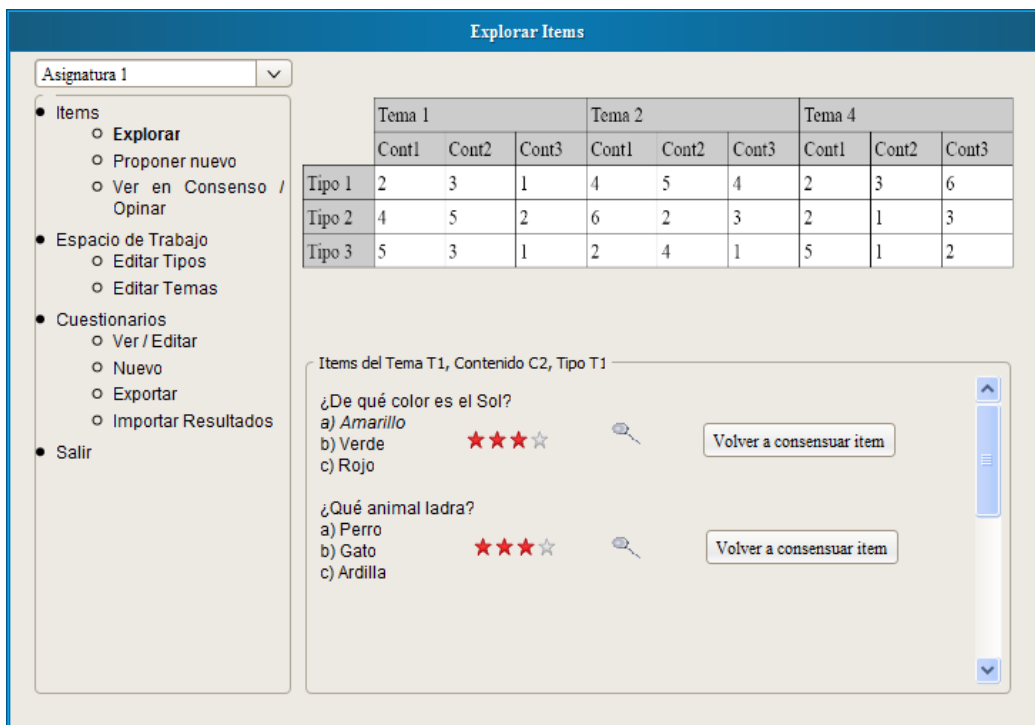 Explorar Items
Asignatura 1
Items
Explorar
Proponer nuevo
Ver en Consenso /
Opinar
Espacio de Trabajo
Editar Tipos
Editar Temas
Cuestionarios
Ver / Editar
Nuevo
Exportar
Importar Resultados
Salir
Tema 1 Tema 2 Tema 4
Cont1 Cont2 Cont3 Cont1 Cont2 Cont3 Cont1 Cont2 Cont3
Tipo 1 2 3 1 4 5 4 2 3 6
Tipo 2 4 5 2 6 2 3 2 1 3
Tipo 3 5 3 1 2 4 1 5 1 2
Items del Tema T1, Contenido C2, Tipo T1
¿De qué color es el Sol?
a) Amarillo
b) Verde
c) Rojo
Volver a consensuar item
¿Qué animal ladra?
a) Perro
b) Gato
c) Ardilla
Volver a consensuar item